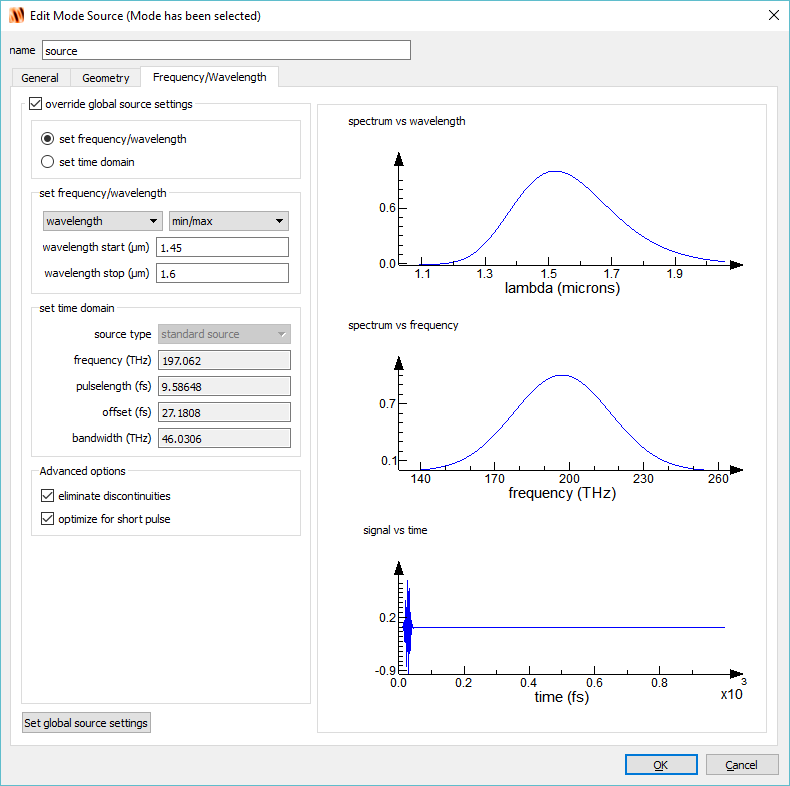 Edit Mode Source (Mode has been selected)
name source
General Geometry Frequency/Wavelength
override global source settings
set frequency/wavelength
set time domain
set frequency/wavelength
wavelength min/max
wavelength start (µm) 1.45
wavelength stop (µm) 1.6
set time domain
source type standard source
frequency (THz) 197.062
pulselength (fs) 9.58648
offset (fs) 27.1808
bandwidth (THz) 46.0306
Advanced options
eliminate discontinuities
optimize for short pulse
Set global source settings
spectrum vs wavelength
0.6
0.0
1.1 1.3 1.5 1.7 1.9
lambda (microns)
spectrum vs frequency
0.7
0.1
140 170 200 230 260
frequency (THz)
signal vs time
0.2
-0.9
0.0 0.2 0.4 0.6 0.8
time (fs) x10 3
OK Cancel